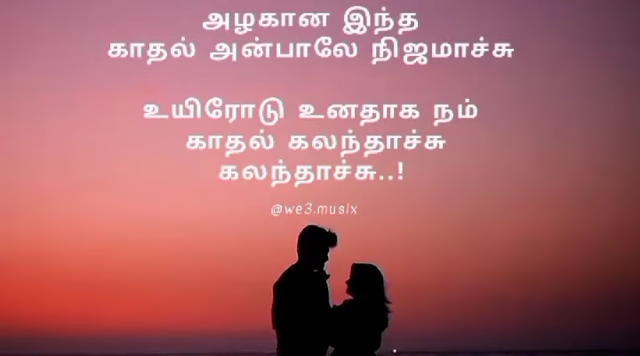 அழகான இந்த
காதல் அன்பாலே நிஜமாச்சு
உயிரோடு உனதாக நம்
காதல் கலந்தாச்சு
கலந்தாச்சு..!
@we3.musix